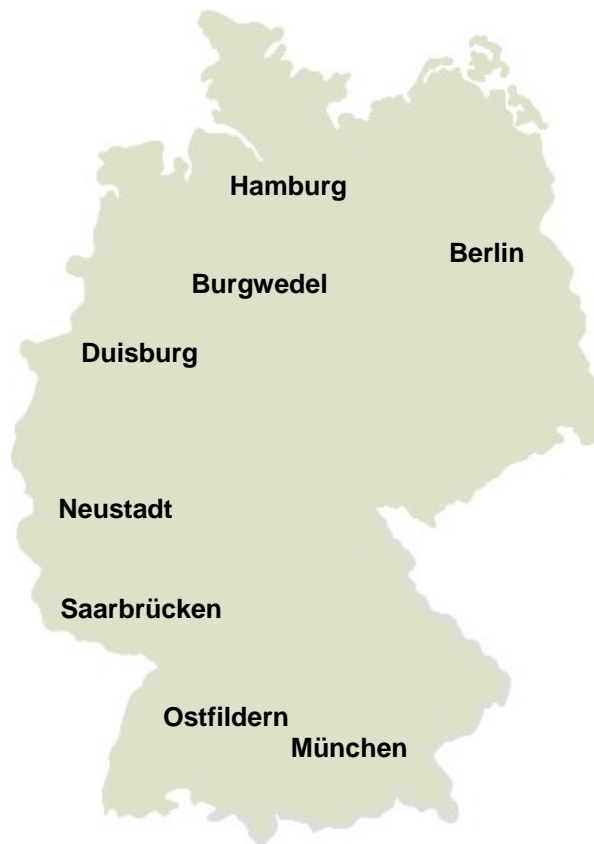 Hamburg
Berlin
Burgwedel
Duisburg
Neustadt
Saarbrücken
Ostfildern
München